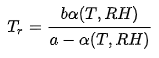 T_r = \frac{b\alpha(T, RH)}{a - \alpha(T, RH)}